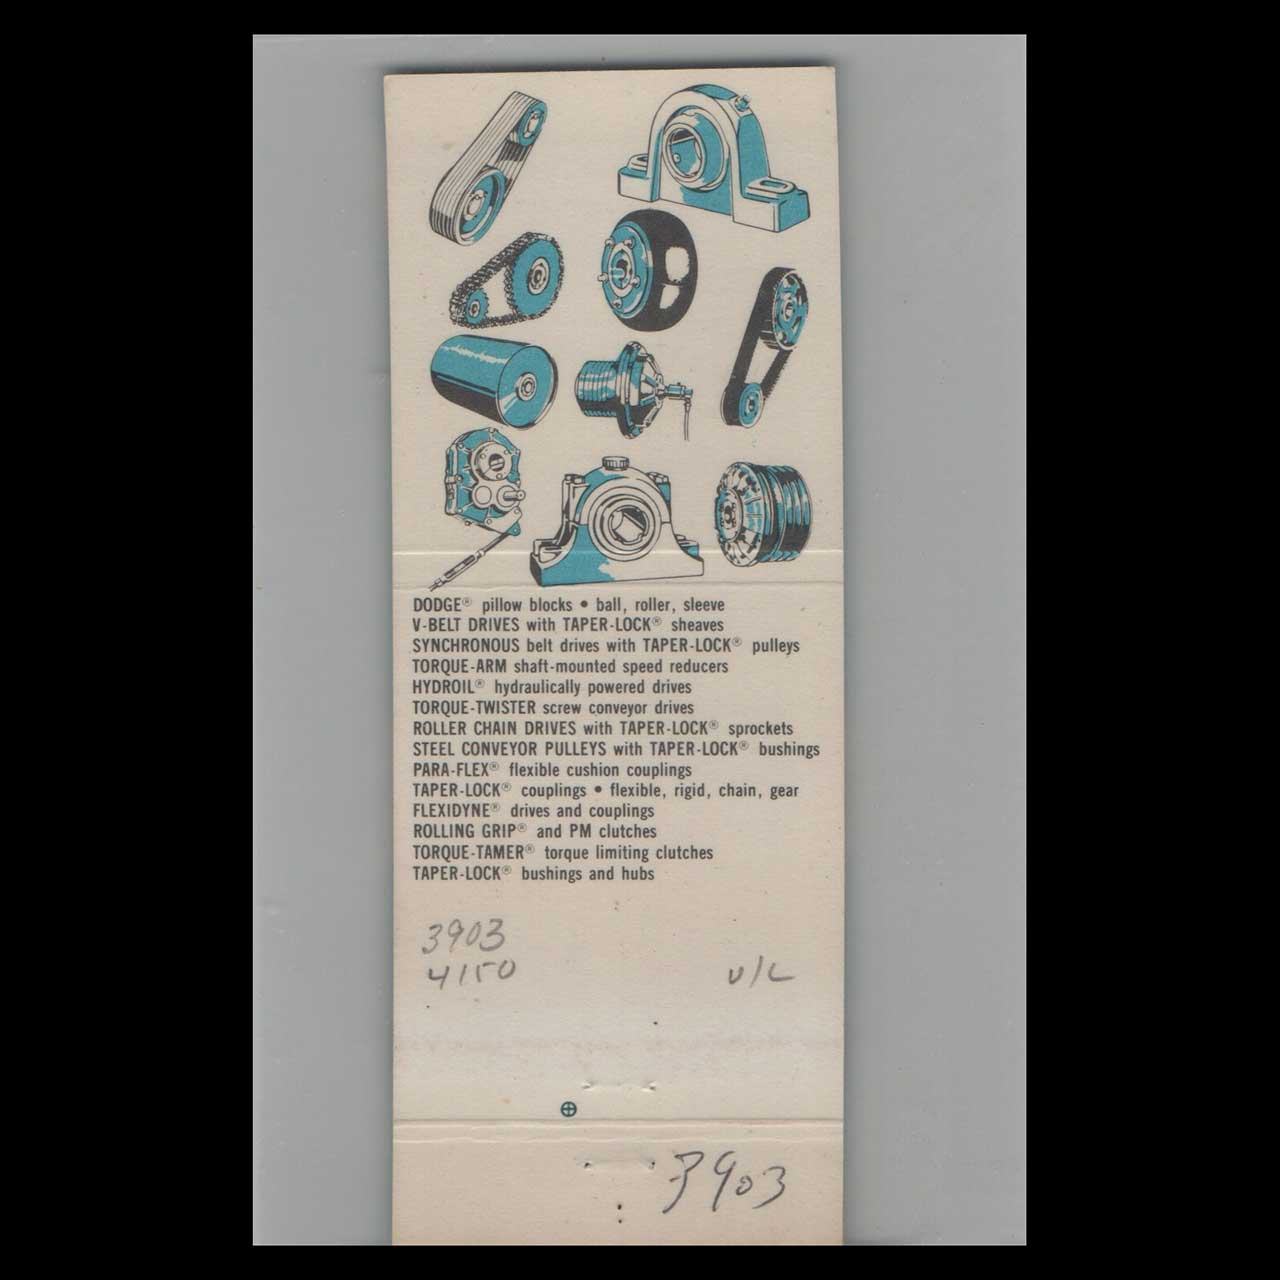 DODGE® pillow blocks • ball, roller, sleeve
V-BELT DRIVES with TAPER-LOCK® sheaves
SYNCHRONOUS belt drives with TAPER-LOCK® pulleys
TORQUE-ARM shaft-mounted speed reducers
HYDROIL® hydraulically powered drives
TORQUE-TWISTER screw conveyor drives
ROLLER CHAIN DRIVES with TAPER-LOCK® sprockets
STEEL CONVEYOR PULLEYS with TAPER-LOCK® bushings
PARA-FLEX® flexible cushion couplings
TAPER-LOCK® couplings • flexible, rigid, chain, gear
FLEXIDYNE® drives and couplings
ROLLING GRIP® and PM clutches
TORQUE-TAMER® torque limiting clutches
TAPER-LOCK® bushings and hubs
3903
4150 U/L
3903